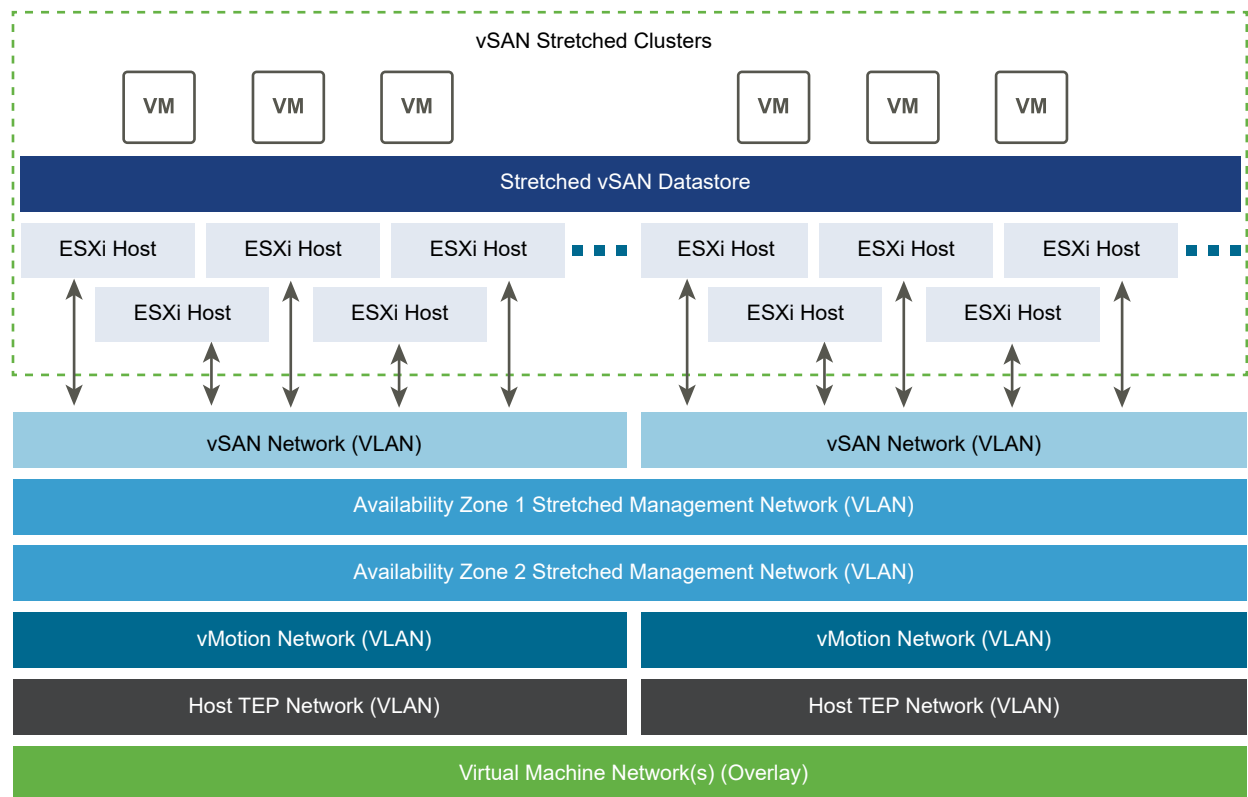 vSAN Stretched Clusters
VM VM VM VM VM VM
Stretched vSAN Datastore
ESXi Host ESXi Host ESXi Host ESXi Host ESXi Host ESXi Host
ESXi Host ESXi Host ESXi Host ESXi Host
vSAN Network (VLAN) vSAN Network (VLAN)
Availability Zone 1 Stretched Management Network (VLAN)
Availability Zone 2 Stretched Management Network (VLAN)
vMotion Network (VLAN) vMotion Network (VLAN)
Host TEP Network (VLAN) Host TEP Network (VLAN)
Virtual Machine Network(s) (Overlay)